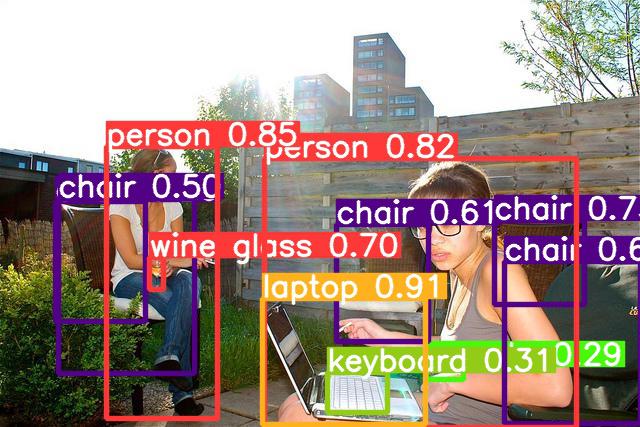 person 0.85
person 0.82
chair 0.50
chair 0.61
chair 0.7
wine glass 0.70
chair 0.6
laptop 0.91
keyboard 0.31
0.29